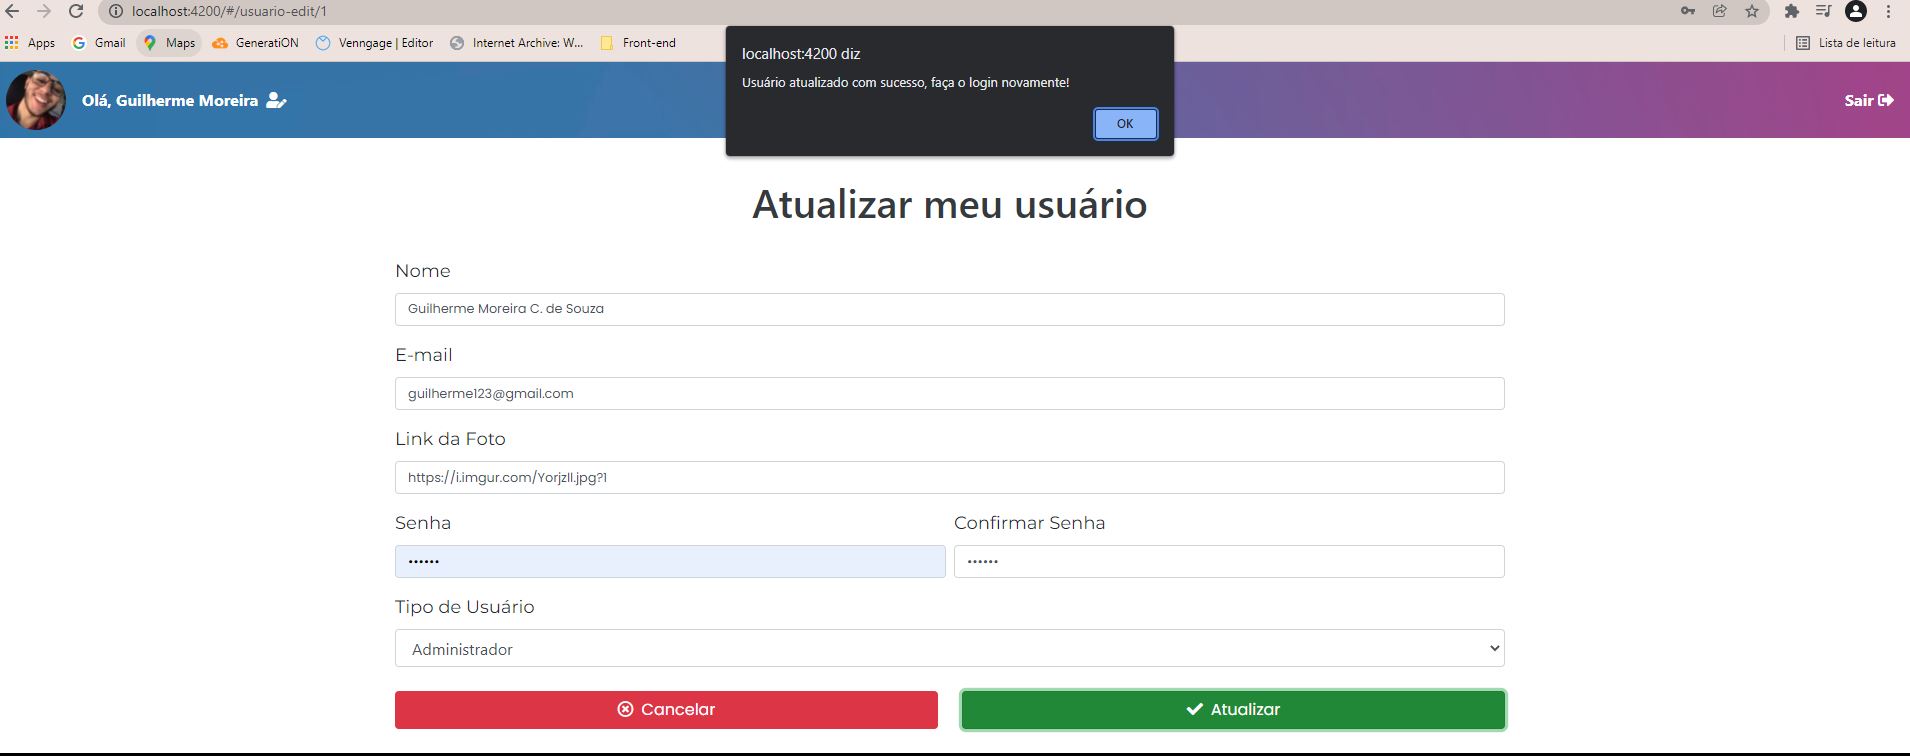 localhost:4200/#/usuario-edit/1
Apps Gmail Maps GeneratiON Venngage | Editor Internet Archive: W... Front-end Lista de leitura
localhost:4200 diz
Usuário atualizado com sucesso, faça o login novamente!
OK
Olá, Guilherme Moreira Sair
Atualizar meu usuário
Nome
Guilherme Moreira C. de Souza
E-mail
guilherme123@gmail.com
Link da Foto
https://i.imgur.com/Yorjzll.jpg?1
Senha Confirmar Senha
•••••• ••••••
Tipo de Usuário
Administrador
Cancelar Atualizar